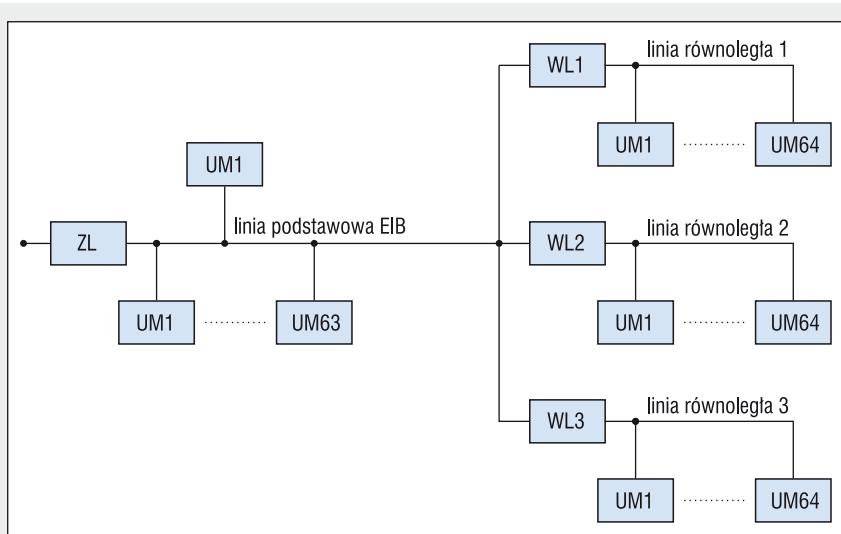 WL1
linia równoległa 1
UM1
UM64
UM1
ZL
linia podstawowa EIB
WL2
linia równoległa 2
UM1
UM63
UM1
UM64
WL3
linia równoległa 3
UM1
UM64